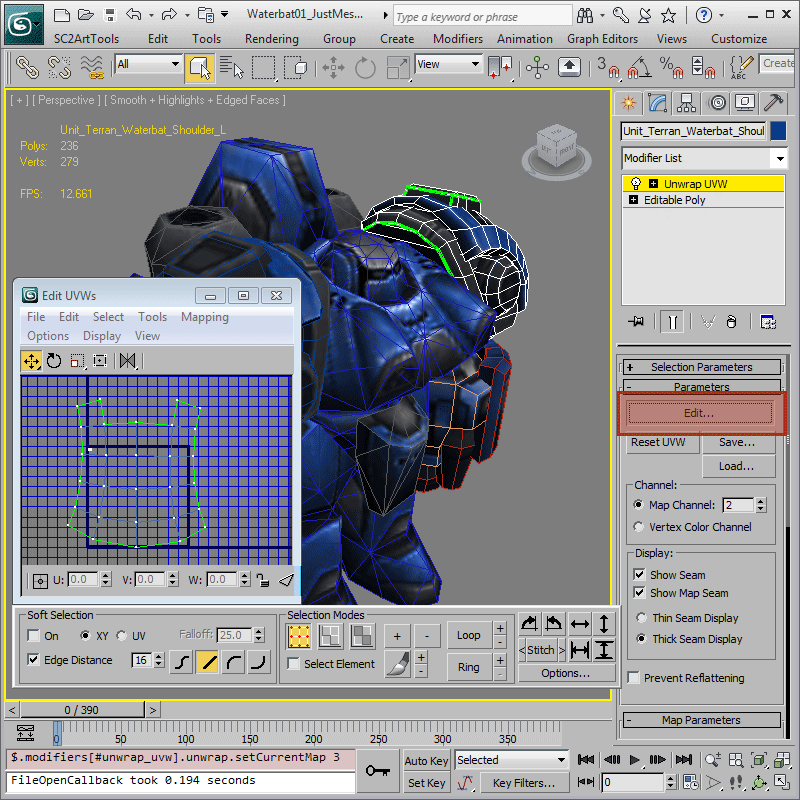 Waterbat01_JustMes...
Type a keyword or phrase
SC2ArtTools Edit Tools Rendering Group Create Modifiers Animation Graph Editors Views Customize
All
View
3
%
ABC
Create
[ + ] [ Perspective ] [ Smooth + Highlights + Edged Faces ]
Unit_Terran_Waterbat_Shoulder_L
Polys: 236
Verts: 279
FPS: 12.661
Unit_Terran_Waterbat_Shoul
Modifier List
Unwrap UVW
Editable Poly
Selection Parameters
Parameters
Edit...
Reset UVW Save...
Load...
Channel:
Map Channel: 2
Vertex Color Channel
Display:
Show Seam
Show Map Seam
Thin Seam Display
Thick Seam Display
Prevent Reflattening
Map Parameters
Edit UVWs
File Edit Select Tools Mapping
Options Display View
U: 0.0 V: 0.0 W: 0.0
Soft Selection
On XY UV Falloff: 25.0
Edge Distance 16
Selection Modes
Select Element
+ -
+
-
Loop
+
-
Ring
+
-
< Stitch >
Options...
< 0 / 390 >
0 50 100 150 200 250 300 350
$.modifiers[#unwrap_uvw].unwrap.setCurrentMap 3
FileOpenCallback took 0.194 seconds
Auto Key Selected
Set Key Key Filters...
0